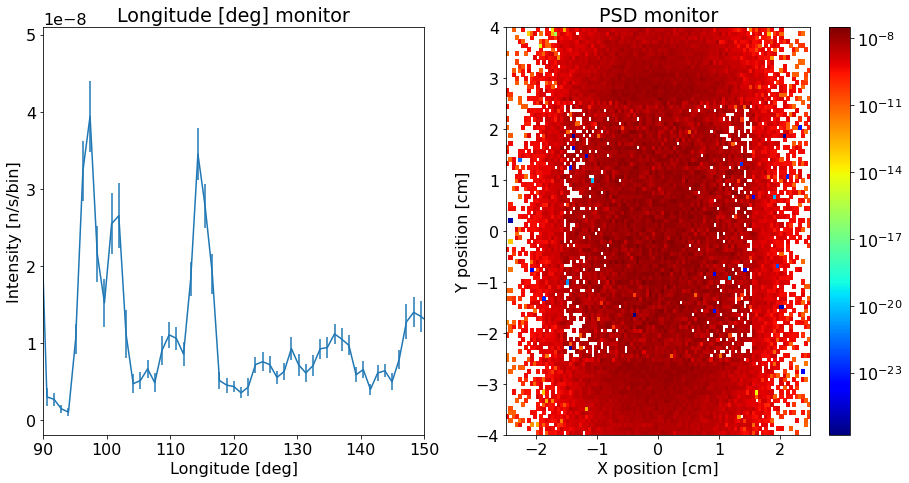 Longitude [deg] monitor
1e−8
5
4
3
2
1
0
Intensity [n/s/bin]
90 100 110 120 130 140 150
Longitude [deg]
PSD monitor
4
3
2
1
0
−1
−2
−3
−4
Y position [cm]
−2 −1 0 1 2
X position [cm]
10⁻⁸
10⁻¹¹
10⁻¹⁴
10⁻¹⁷
10⁻²⁰
10⁻²³